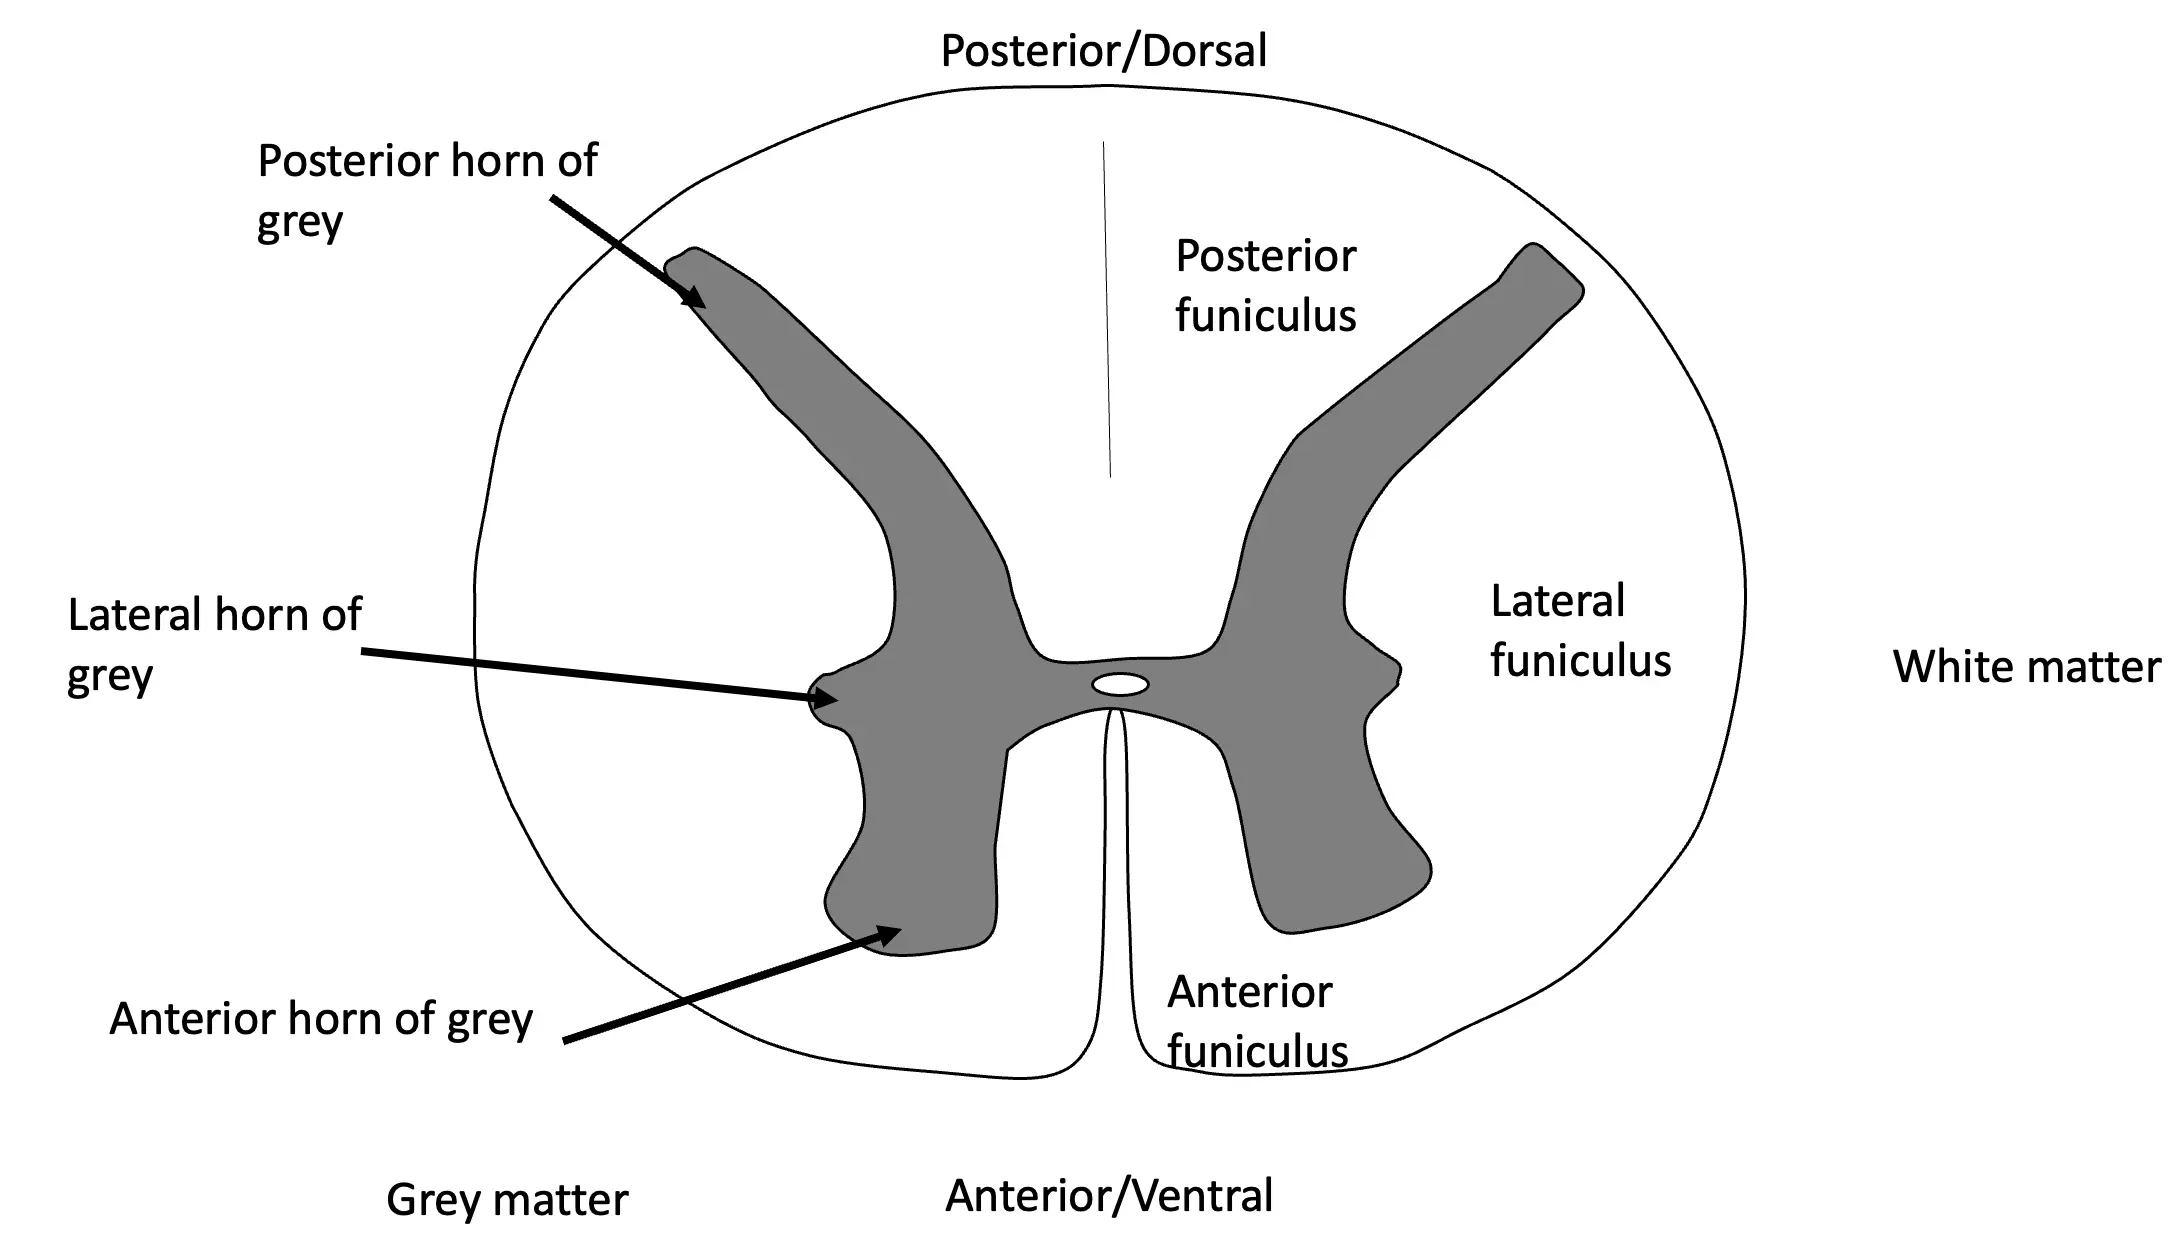 Posterior/Dorsal
Posterior horn of
grey
Posterior
funiculus
Lateral horn of
grey
Lateral
funiculus
White matter
Anterior horn of grey
Anterior
funiculus
Grey matter
Anterior/Ventral